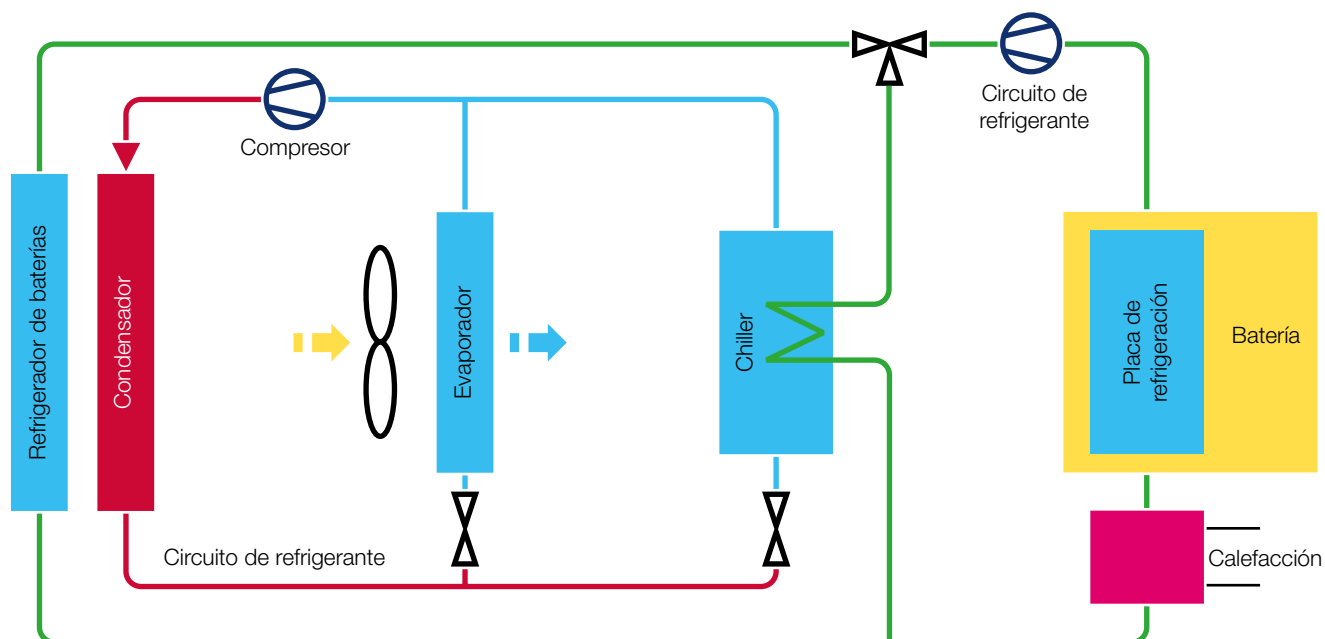 Circuito de
refrigerante
Compresor
Refrigerador de baterías
Condensador
Evaporador
Chiller
Placa de
refrigeración
Batería
Circuito de refrigerante
Calefacción